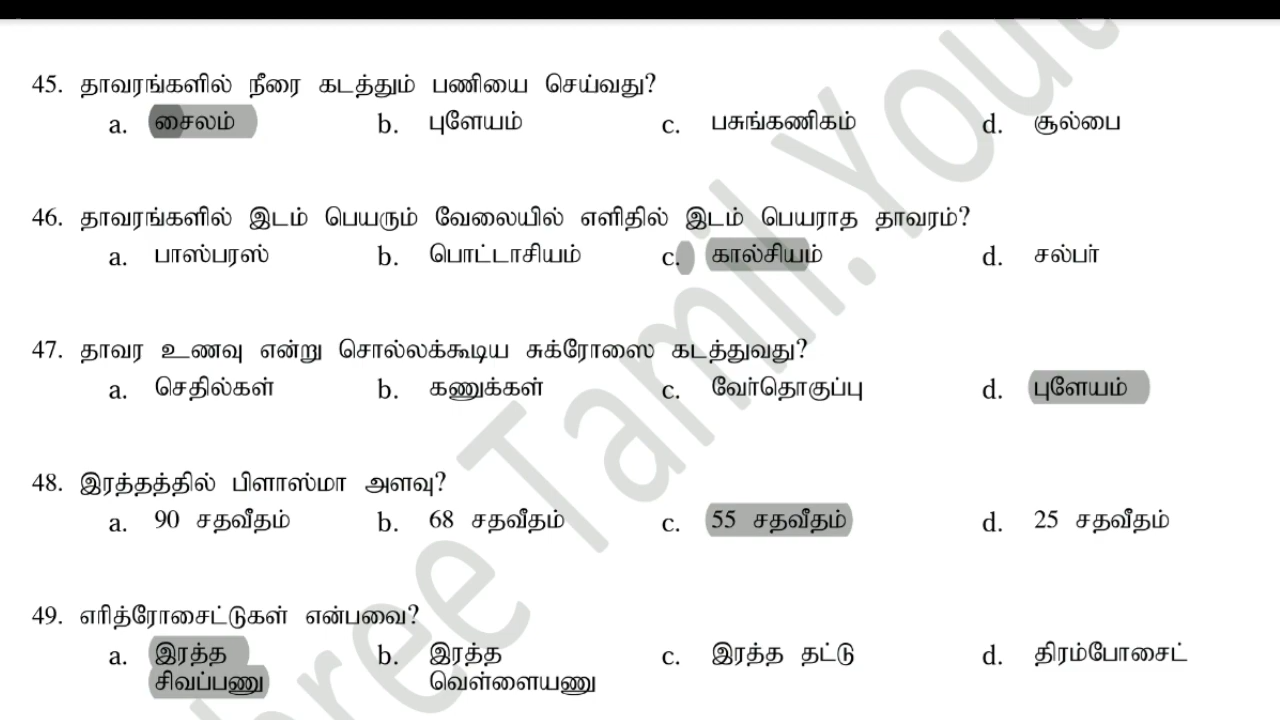 45. தாவரங்களில் நீரை கடத்தும் பணியை செய்வது?
a. சைலம் b. புளேயம் c. பசுங்கணிகம் d. சூல்பை
46. தாவரங்களில் இடம் பெயரும் வேலையில் எளிதில் இடம் பெயராத தாவரம்?
a. பாஸ்பரஸ் b. பொட்டாசியம் c. கால்சியம் d. சல்பர்
47. தாவர உணவு என்று சொல்லக்கூடிய சுக்ரோஸை கடத்துவது?
a. செதில்கள் b. கணுக்கள் c. வேர்தொகுப்பு d. புளேயம்
48. இரத்தத்தில் பிளாஸ்மா அளவு?
a. 90 சதவீதம் b. 68 சதவீதம் c. 55 சதவீதம் d. 25 சதவீதம்
49. எரித்ரோசைட்டுகள் என்பவை?
a. இரத்த b. இரத்த c. இரத்த தட்டு d. திரம்போசைட்
சிவப்பணு வெள்ளையணு
ree Tamil.You